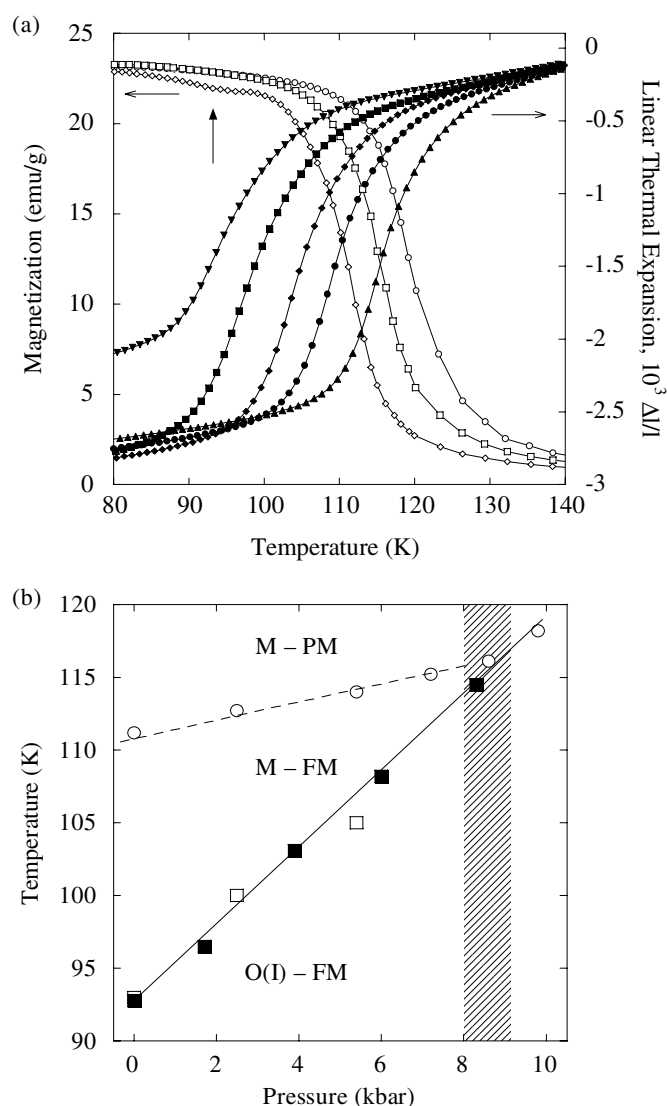 (a)
25
20
15
10
5
0
Magnetization (emu/g)
0
-0.5
-1
-1.5
-2
-2.5
-3
Linear Thermal Expansion, 10³ Δl/l
80 90 100 110 120 130 140
Temperature (K)
(b)
120
115
110
105
100
95
90
Temperature (K)
M – PM
M – FM
O(I) – FM
0 2 4 6 8 10
Pressure (kbar)